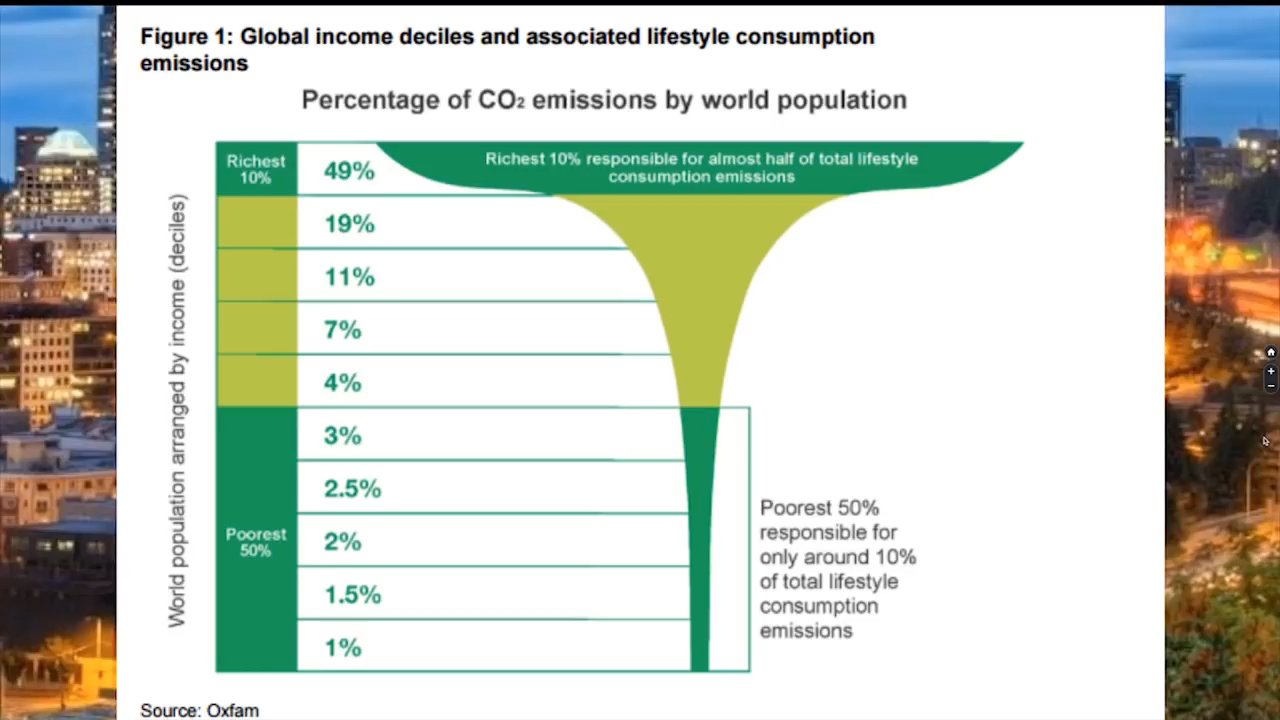 Figure 1: Global income deciles and associated lifestyle consumption
emissions
Percentage of CO₂ emissions by world population
World population arranged by income (deciles)
Richest
10%
49%
Richest 10% responsible for almost half of total lifestyle
consumption emissions
19%
11%
7%
4%
3%
2.5%
Poorest
50%
2%
1.5%
1%
Poorest 50%
responsible for
only around 10%
of total lifestyle
consumption
emissions
Source: Oxfam